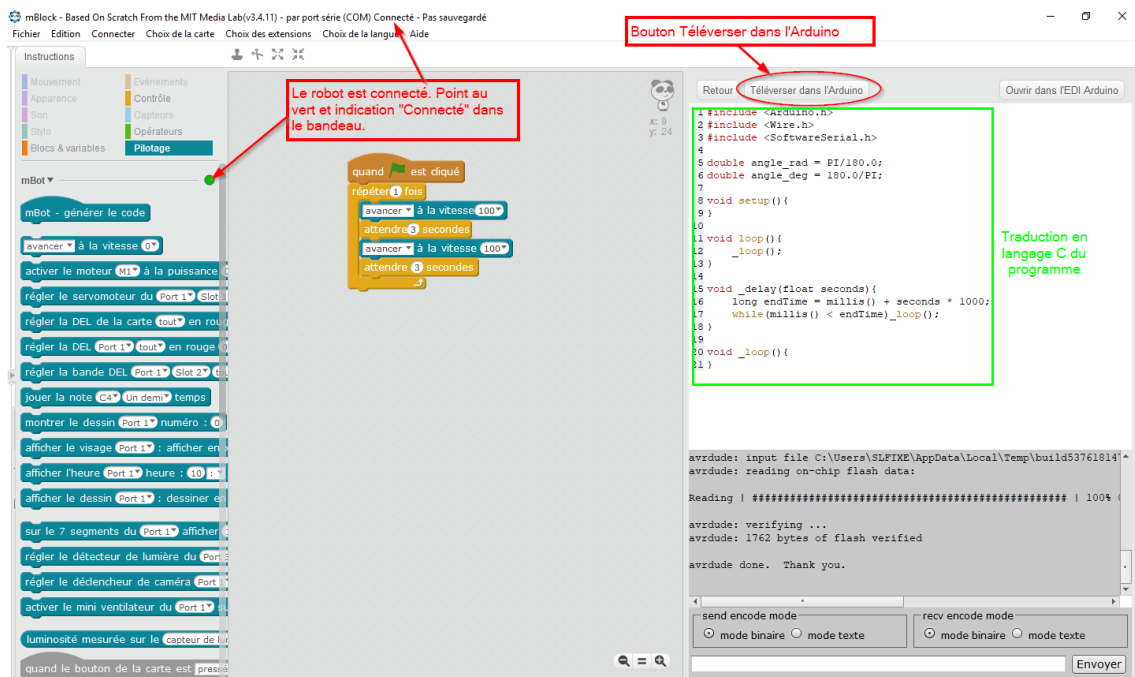 mBlock - Based On Scratch From the MIT Media Lab(v3.4.11) - par port série (COM) Connecté - Pas sauvegardé
Fichier Edition Connecter Choix de la carte Choix des extensions Choix de la langue Aide
Bouton Téléverser dans l'Arduino
Instructions
Mouvement
Evénements
Apparence
Contrôle
Son
Capteurs
Stylo
Opérateurs
Blocs & variables
Pilotage
mBot
mBot - générer le code
avancer à la vitesse 0
activer le moteur M1 à la puissance
régler le servomoteur du Port 1 Slot
régler la DEL de la carte tout en roug
régler la DEL Port 1 tout en rouge
régler la bande DEL Port 1 Slot 2
jouer la note C4 Un demi temps
montrer le dessin Port 1 numéro : 0
afficher le visage Port 1 : afficher en
afficher l'heure Port 1 heure : 10 :
afficher le dessin Port 1 : dessiner en
sur le 7 segments du Port 1 afficher
régler le détecteur de lumière du Port
régler le déclencheur de caméra Port 1
activer le mini ventilateur du Port 1
luminosité mesurée sur le capteur de lum
quand le bouton de la carte est presse
Le robot est connecté. Point au
vert et indication "Connecté" dans
le bandeau.
x: 9
y: 24
quand est cliqué
répéter 1 fois
avancer à la vitesse 100
attendre 3 secondes
avancer à la vitesse 100
attendre 3 secondes
Retour
Téléverser dans l'Arduino
Ouvrir dans l'EDI Arduino
1 #include <Arduino.h>
2 #include <Wire.h>
3 #include <SoftwareSerial.h>
4
5 double angle_rad = PI/180.0;
6 double angle_deg = 180.0/PI;
7
8 void setup(){
9 }
10
11 void loop(){
12 _loop();
13 }
14
15 void _delay(float seconds){
16 long endTime = millis() + seconds * 1000;
17 while(millis() < endTime)_loop();
18 }
19
20 void _loop(){
21 }
Traduction en
langage C du
programme
avrdude: input file C:\Users\SLFIXE\AppData\Local\Temp\build53761814
avrdude: reading on-chip flash data:
Reading | ################################################## | 100%
avrdude: verifying ...
avrdude: 1762 bytes of flash verified
avrdude done. Thank you.
send encode mode
mode binaire mode texte
recv encode mode
mode binaire mode texte
Envoyer